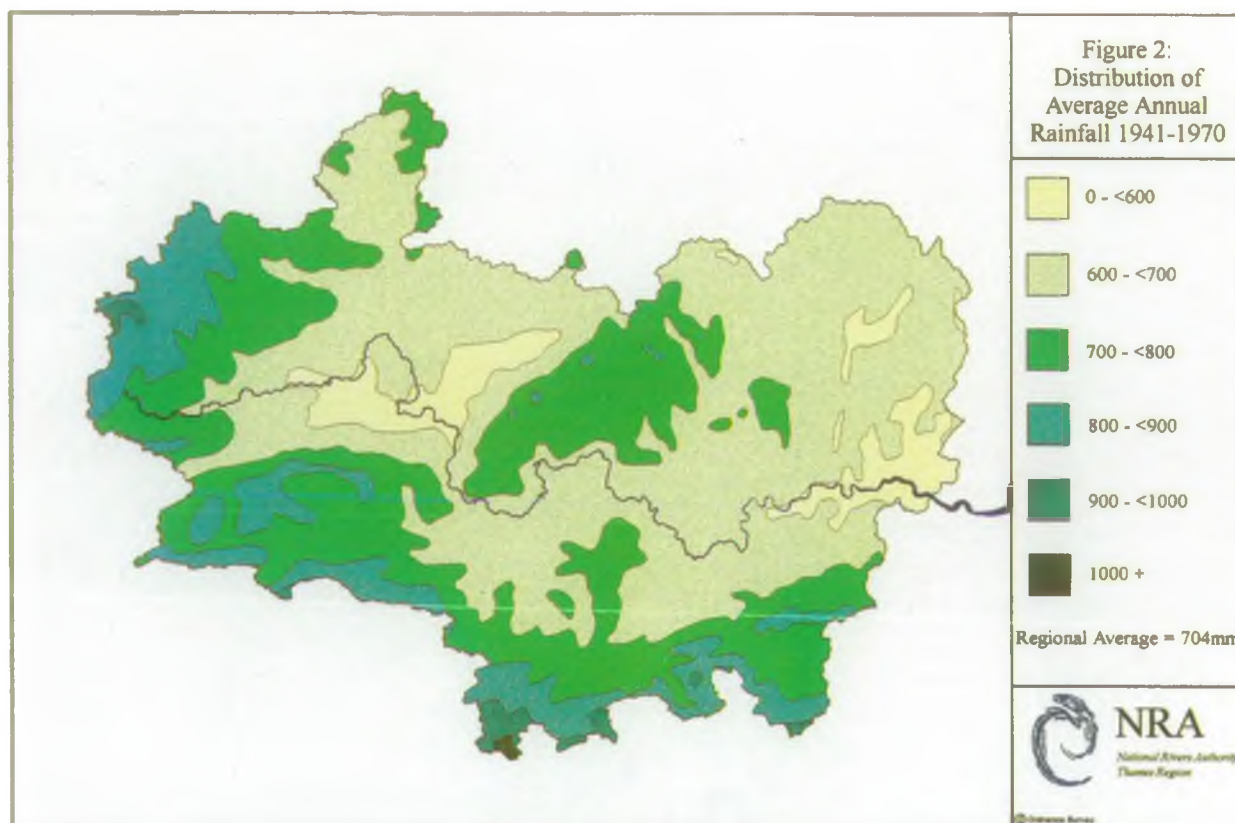 Figure 2:
Distribution of
Average Annual
Rainfall 1941-1970
0 - <600
600 - <700
700 - <800
800 - <900
900 - <1000
1000 +
Regional Average = 704mm
NRA
National Rivers Authority
Thames Region